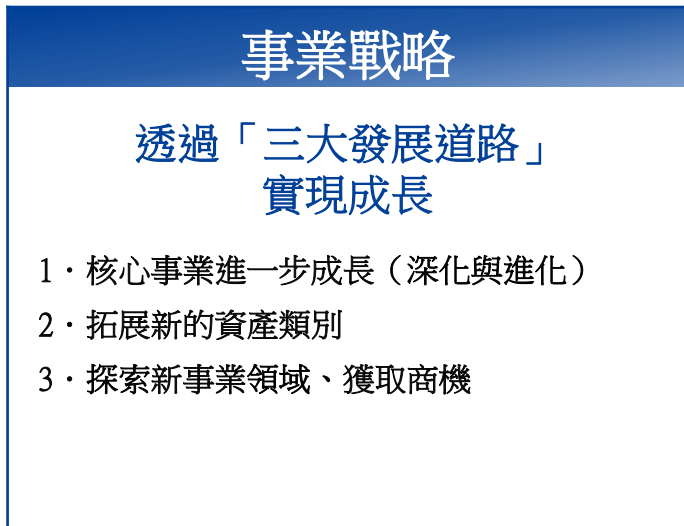 事業戰略
透過「三大發展道路」
實現成長
1．核心事業進一步成長（深化與進化）
2．拓展新的資產類別
3．探索新事業領域、獲取商機